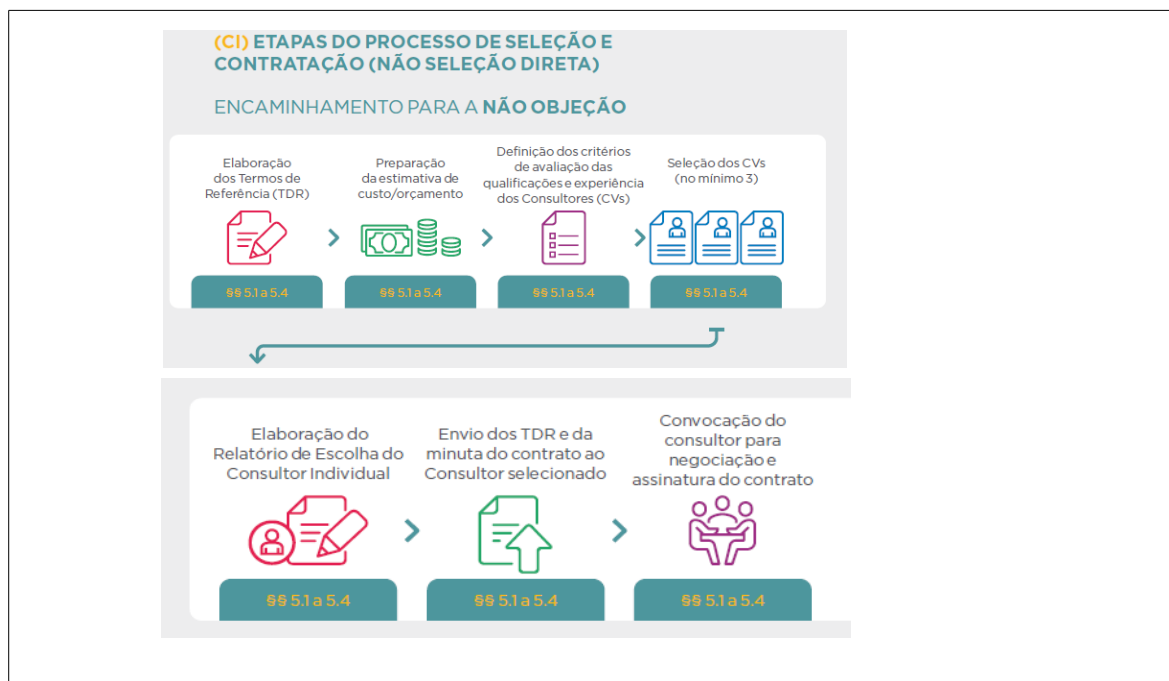 (CI) ETAPAS DO PROCESSO DE SELEÇÃO E
CONTRATAÇÃO (NÃO SELEÇÃO DIRETA)
ENCAMINHAMENTO PARA A NÃO OBJEÇÃO
Elaboração
dos Termos de
Referência (TDR)
§§ 5.1 a 5.4
Preparação
da estimativa de
custo/orçamento
§§ 5.1 a 5.4
Definição dos critérios
de avaliação das
qualificações e experiência
dos Consultores (CVs)
§§ 5.1 a 5.4
Seleção dos CVs
(no mínimo 3)
§§ 5.1 a 5.4
Elaboração do
Relatório de Escolha do
Consultor Individual
§§ 5.1 a 5.4
Envio dos TDR e da
minuta do contrato ao
Consultor selecionado
§§ 5.1 a 5.4
Convocação do
consultor para
negociação e
assinatura do contrato
§§ 5.1 a 5.4